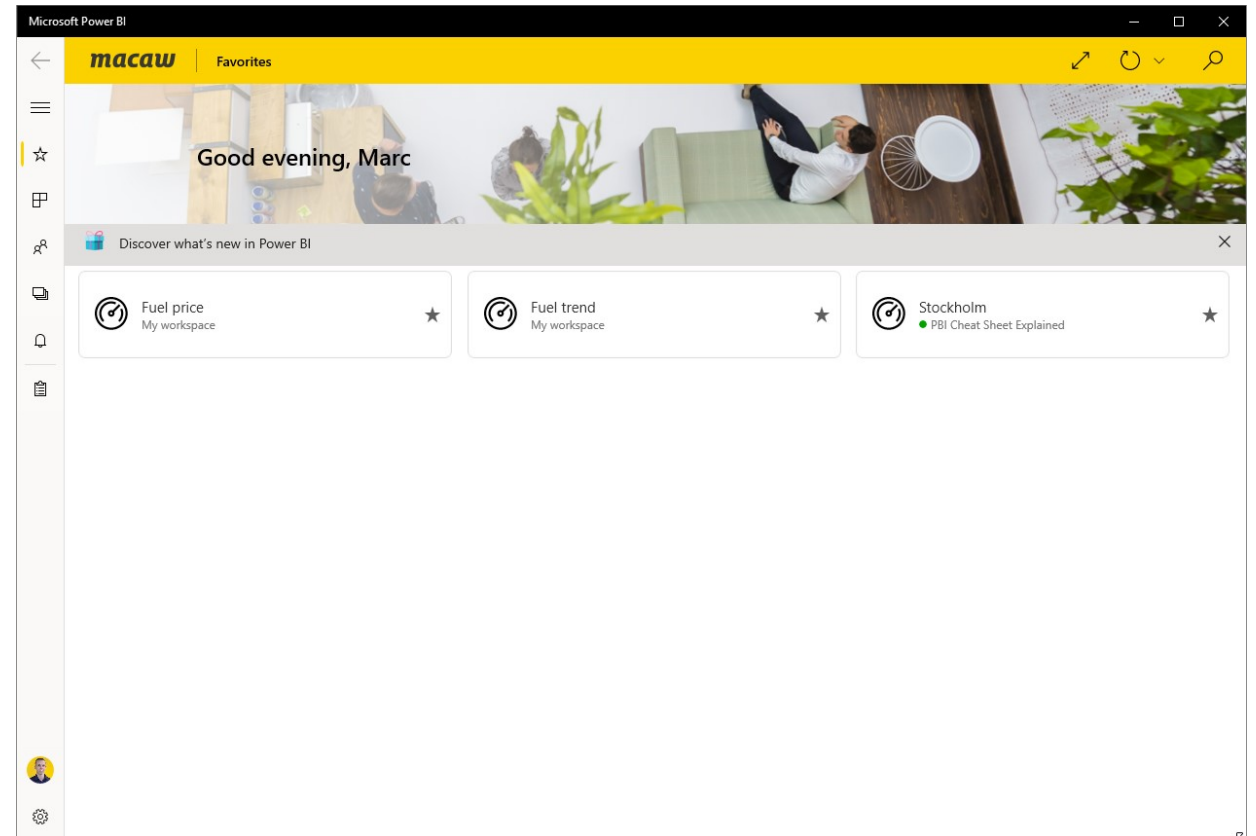 Microsoft Power BI
macaw
Favorites
Good evening, Marc
Discover what's new in Power BI
Fuel price
My workspace
Fuel trend
My workspace
Stockholm
PBI Cheat Sheet Explained